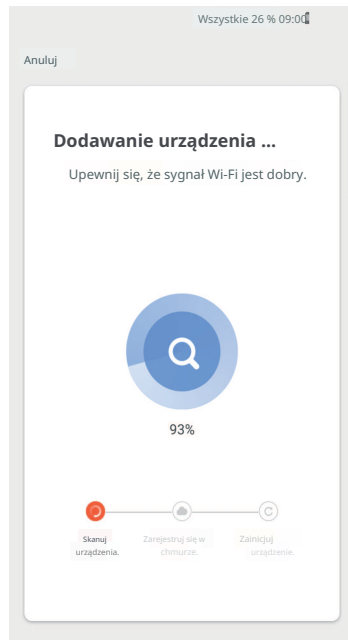 Wszystkie 26 % 09:00
Anuluj
Dodawanie urządzenia ...
Upewnij się, że sygnał Wi-Fi jest dobry.
93%
Skanuj
urządzenia.
Zarejestruj się w
chmurze.
Zainicjuj
urządzenie.